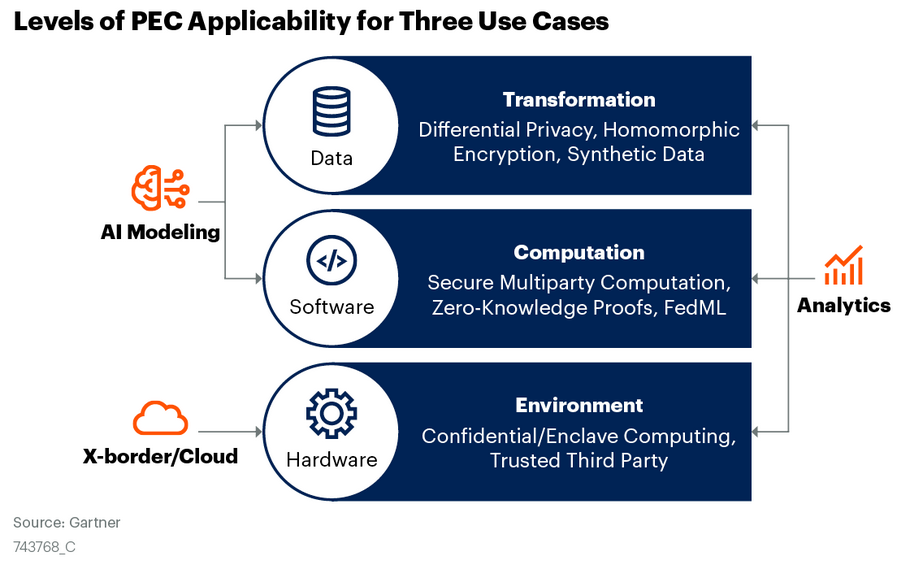 Levels of PEC Applicability for Three Use Cases
Data
Transformation
Differential Privacy, Homomorphic
Encryption, Synthetic Data
AI Modeling
</>
Software
Computation
Secure Multiparty Computation,
Zero-Knowledge Proofs, FedML
Analytics
X-border/Cloud
Hardware
Environment
Confidential/Enclave Computing,
Trusted Third Party
Source: Gartner
743768_C